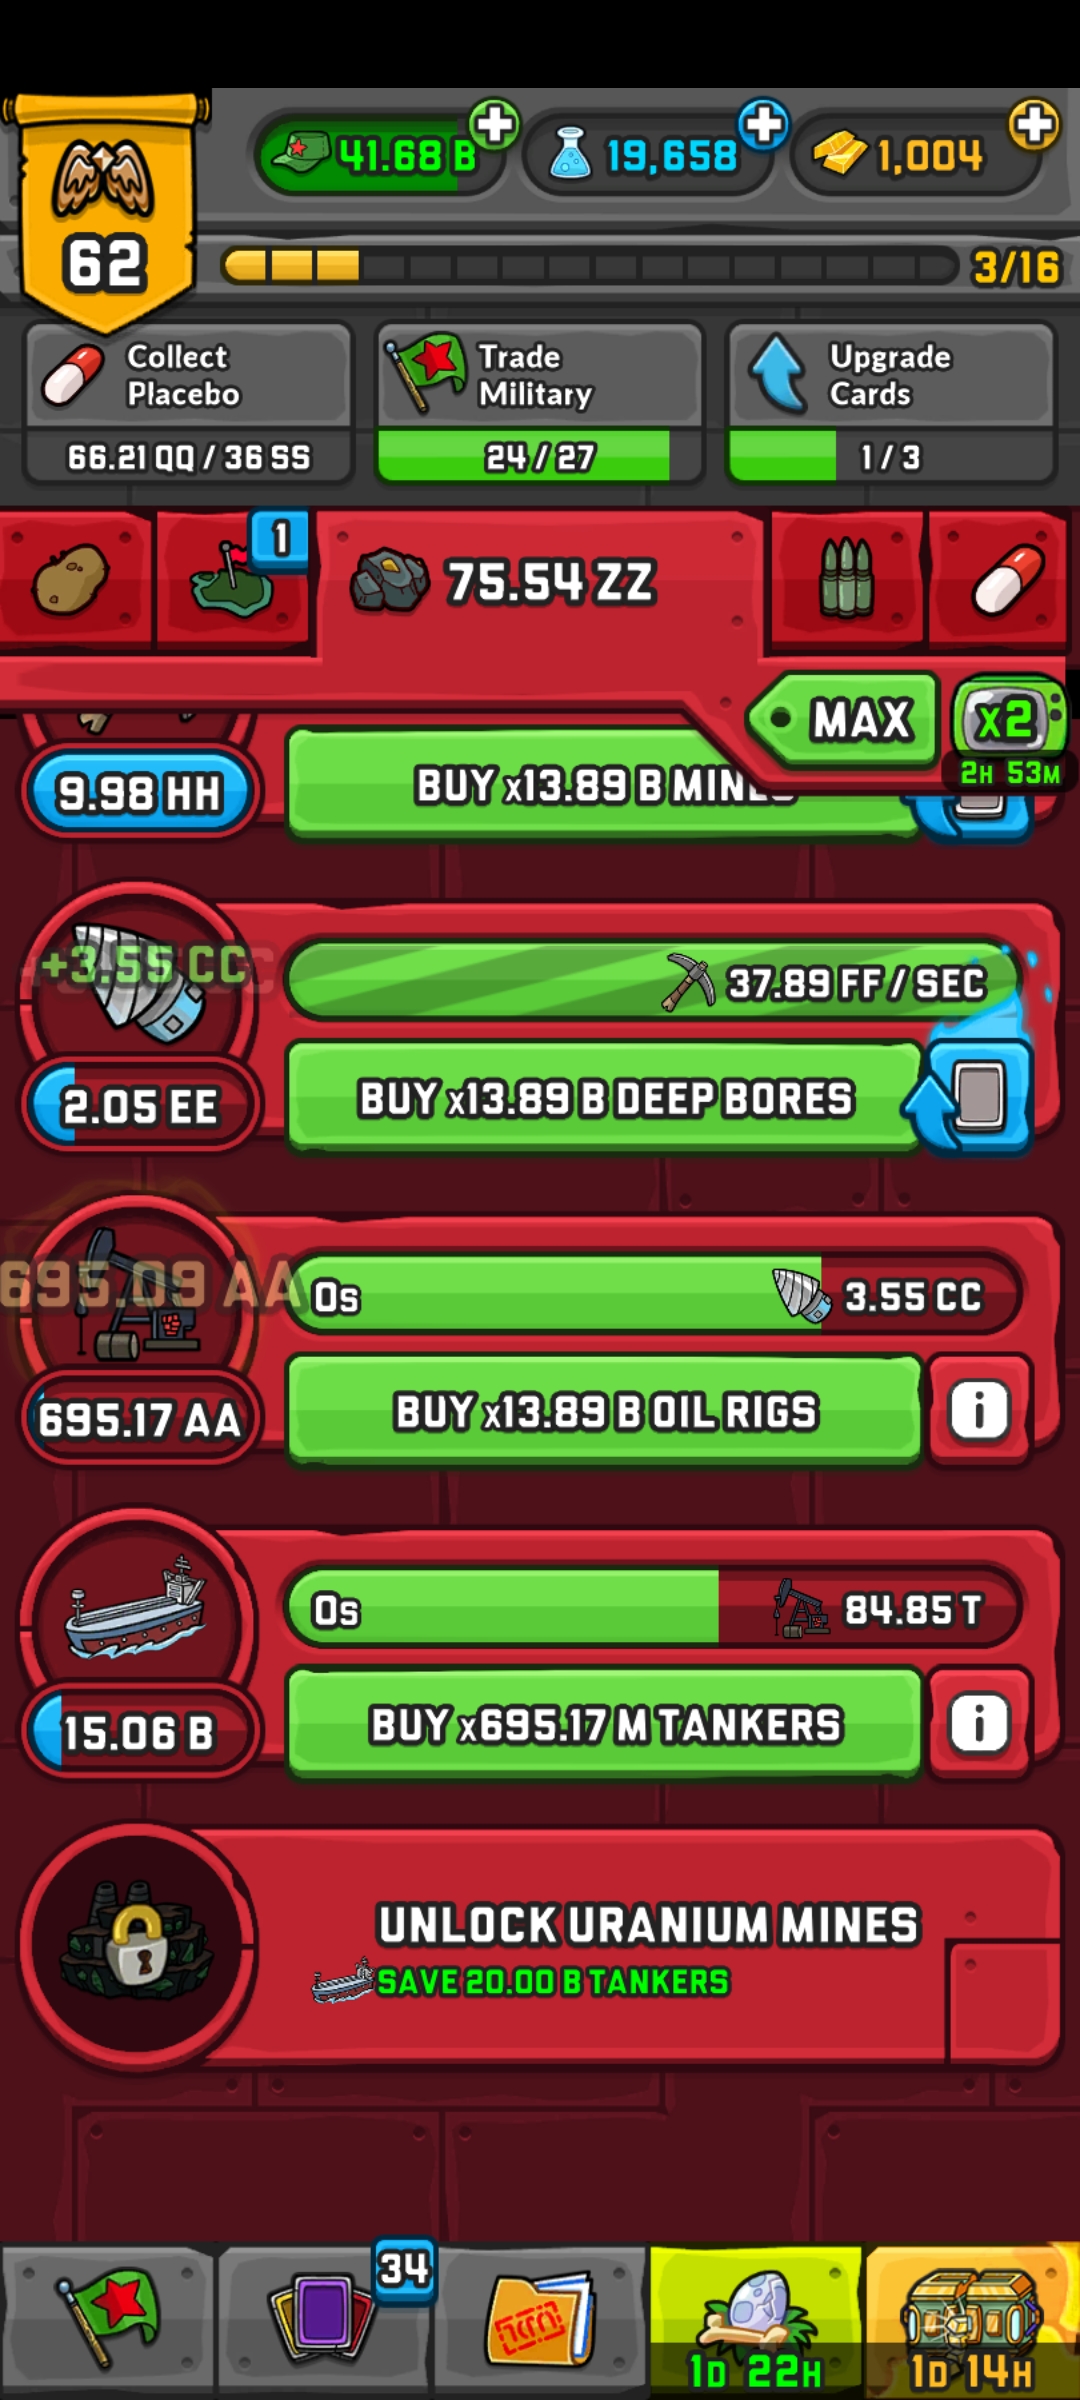 41.68 B
19,658
1,004
62
3/16
Collect
Placebo
66.21 QQ / 36 SS
Trade
Military
24 / 27
Upgrade
Cards
1 / 3
1
75.54 ZZ
MAX
x2
2H 53M
9.98 HH
BUY x13.89 B MINES
+3.55 CC
37.89 FF / SEC
2.05 EE
BUY x13.89 B DEEP BORES
695.09 AA
0s
3.55 CC
695.17 AA
BUY x13.89 B OIL RIGS
i
0s
84.85 T
15.06 B
BUY x695.17 M TANKERS
i
UNLOCK URANIUM MINES
SAVE 20.00 B TANKERS
34
1D 22H
1D 14H